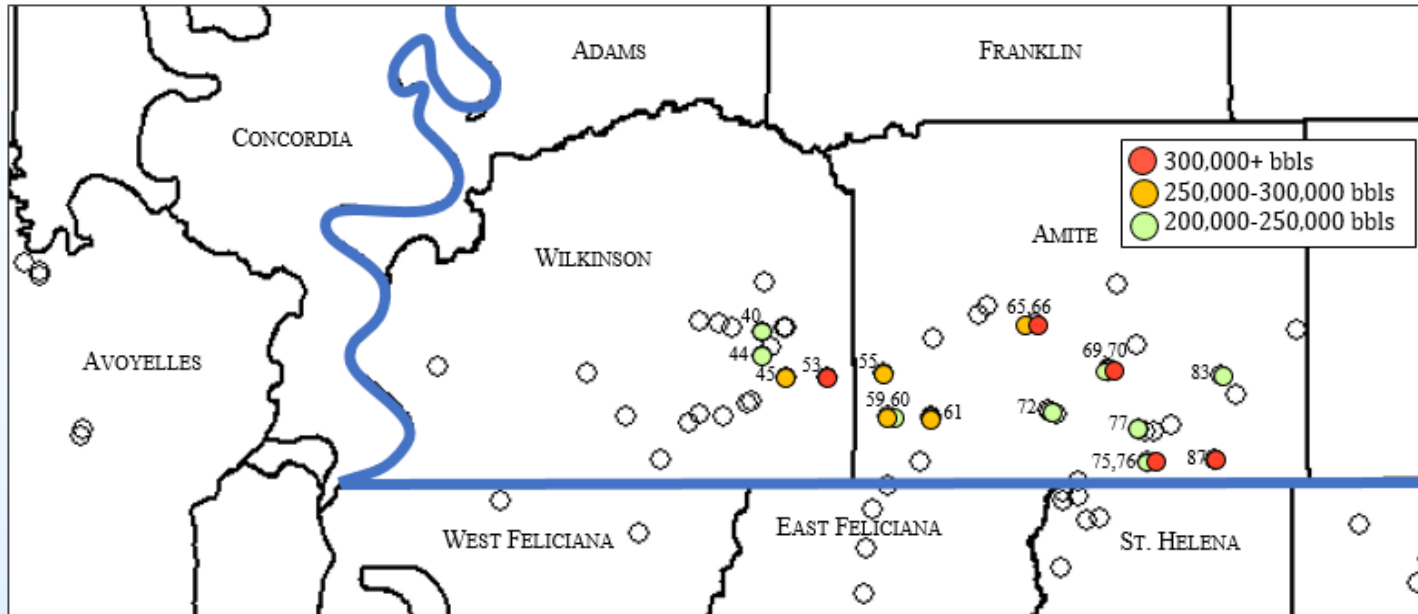 ADAMS
FRANKLIN
CONCORDIA
300,000+ bbls
250,000-300,000 bbls
200,000-250,000 bbls
AMITE
WILKINSON
65,66
40
AVOYELLES
44
69,70
45
53
55
83
59,60
72
61
77
75,76
87
WEST FELICIANA
EAST FELICIANA
ST. HELENA